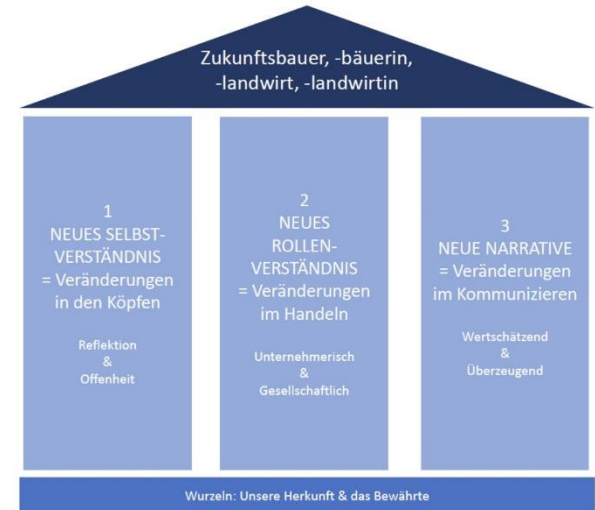 Zukunftsbauer, -bäuerin,
-landwirt, -landwirtin
1
NEUES SELBST-
VERSTÄNDNIS
= Veränderungen
in den Köpfen
Reflektion
&
Offenheit
2
NEUES
ROLLEN-
VERSTÄNDNIS
= Veränderungen
im Handeln
Unternehmerisch
&
Gesellschaftlich
3
NEUE NARRATIVE
= Veränderungen
im Kommunizieren
Wertschätzend
&
Überzeugend
Wurzeln: Unsere Herkunft & das Bewährte